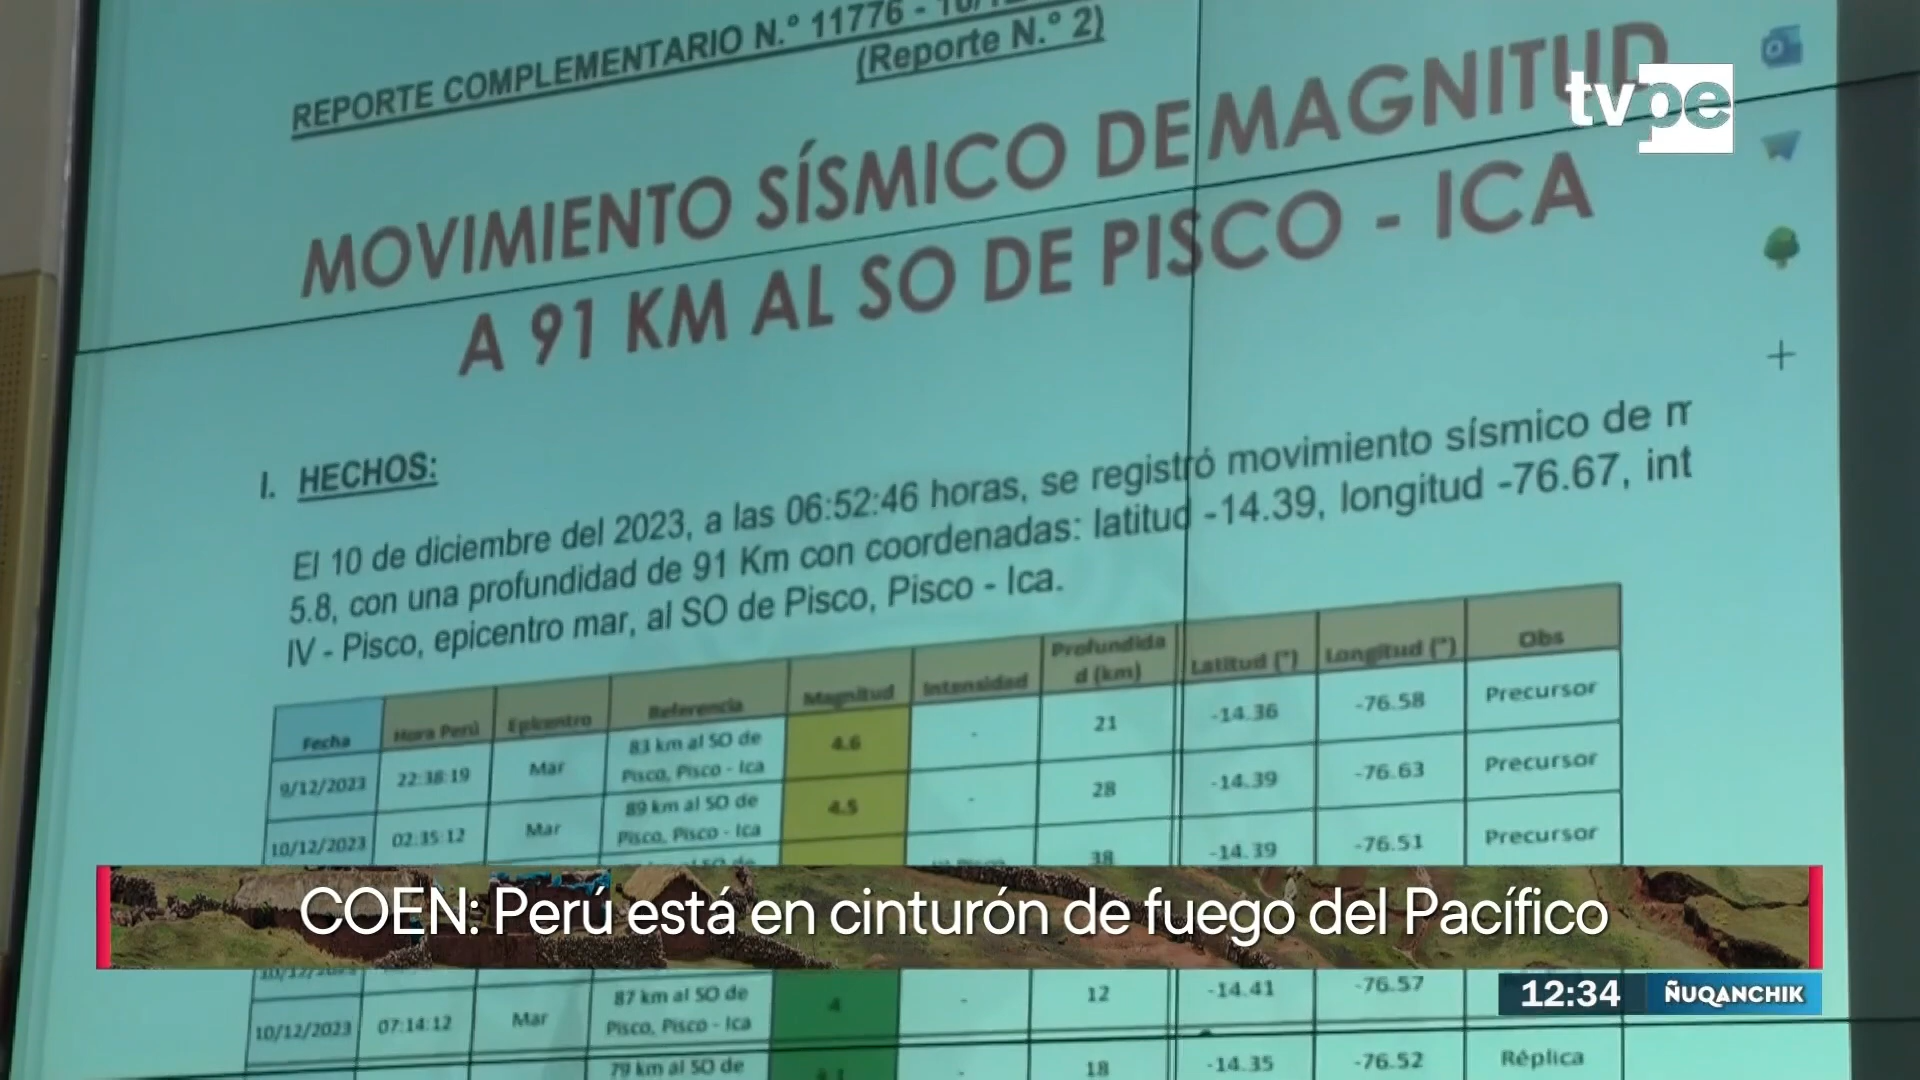 REPORTE COMPLEMENTARIO N.º 11776 -
(Reporte N.º 2)
MOVIMIENTO SÍSMICO DE MAGNITUD
A 91 KM AL SO DE PISCO - ICA
tvpe
I. HECHOS:
El 10 de diciembre del 2023, a las 06:52:46 horas, se registró movimiento sísmico de
5.8, con una profundidad de 91 Km con coordenadas: latitud -14.39, longitud -76.67, int
IV - Pisco, epicentro mar, al SO de Pisco, Pisco - Ica.
Fecha Hora Perú Epicentro Referencia Magnitud Intensidad Profundida d (km) Latitud (°) Longitud (°) Obs
9/12/2023 22:38:19 Mar 83 km al SO de Pisco, Pisco - Ica 4.6 - 21 -14.36 -76.58 Precursor
10/12/2023 02:35:12 Mar 89 km al SO de Pisco, Pisco - Ica 4.5 - 28 -14.39 -76.63 Precursor
38 -14.39 -76.51 Precursor
COEN: Perú está en cinturón de fuego del Pacífico
10/12/2023 07:14:12 Mar 87 km al SO de Pisco, Pisco - Ica 4 - 12 -14.41 -76.57
79 km al SO de - 18 -14.35 -76.52 Réplica
12:34 ÑUQANCHIK